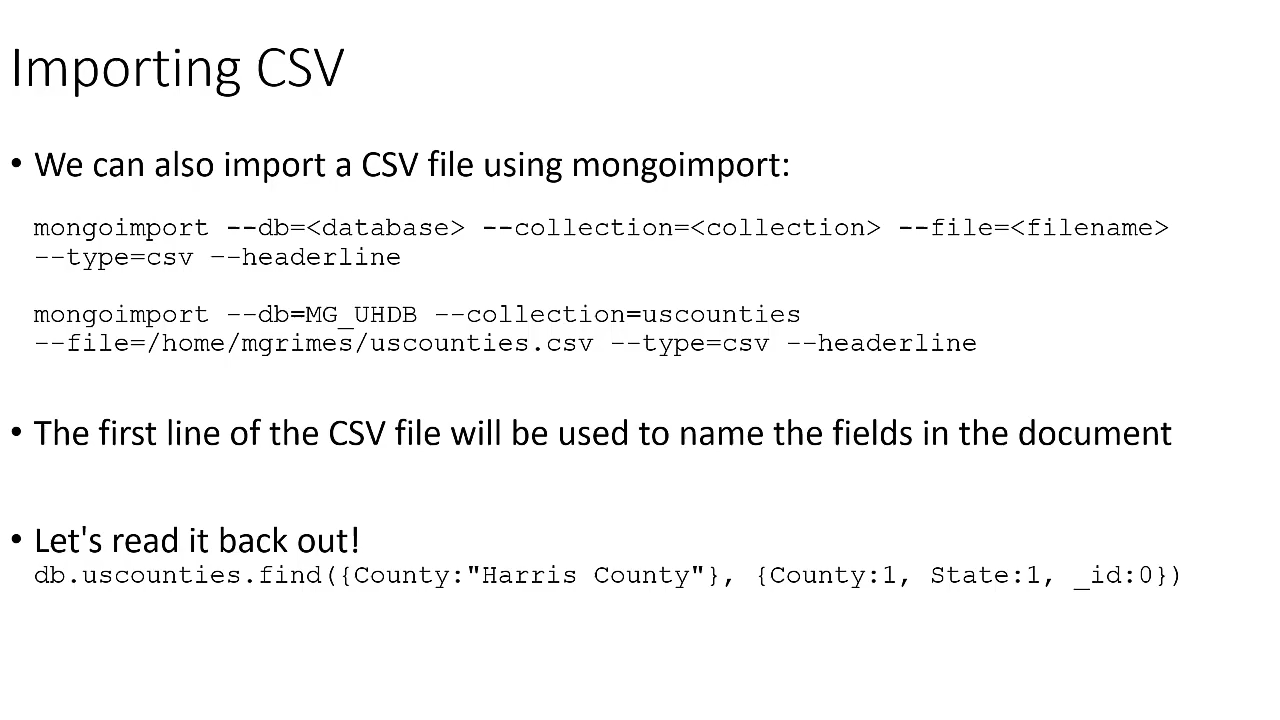 Importing CSV
• We can also import a CSV file using mongoimport:
mongoimport --db=<database> --collection=<collection> --file=<filename>
--type=csv --headerline
mongoimport --db=MG_UHDB --collection=uscounties
--file=/home/mgrimes/uscounties.csv --type=csv --headerline
• The first line of the CSV file will be used to name the fields in the document
• Let's read it back out!
db.uscounties.find({County:"Harris County"}, {County:1, State:1, _id:0})